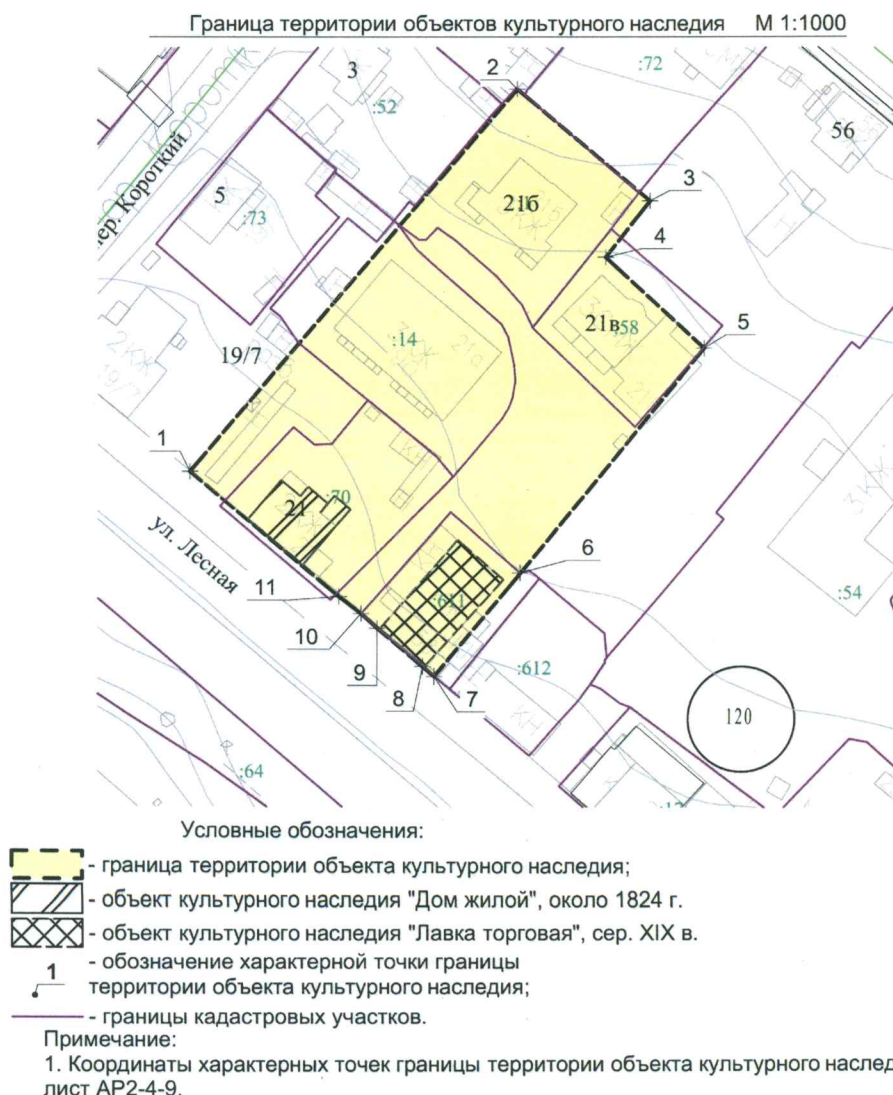 Граница территории объектов культурного наследия М 1:1000
2
3
:72
56
:52
пер. Короткий
5
:73
21б
3
4
21в
:58
5
:14
19/7
1
:70
21
ул. Лесная
6
11
:611
:54
10
9
:612
8
7
120
КН
:64
Условные обозначения:
- граница территории объекта культурного наследия;
- объект культурного наследия "Дом жилой", около 1824 г.
- объект культурного наследия "Лавка торговая", сер. XIX в.
- обозначение характерной точки границы
1
территории объекта культурного наследия;
- границы кадастровых участков.
Примечание:
1. Координаты характерных точек границы территории объекта культурного наслед
лист АР2-4-9.